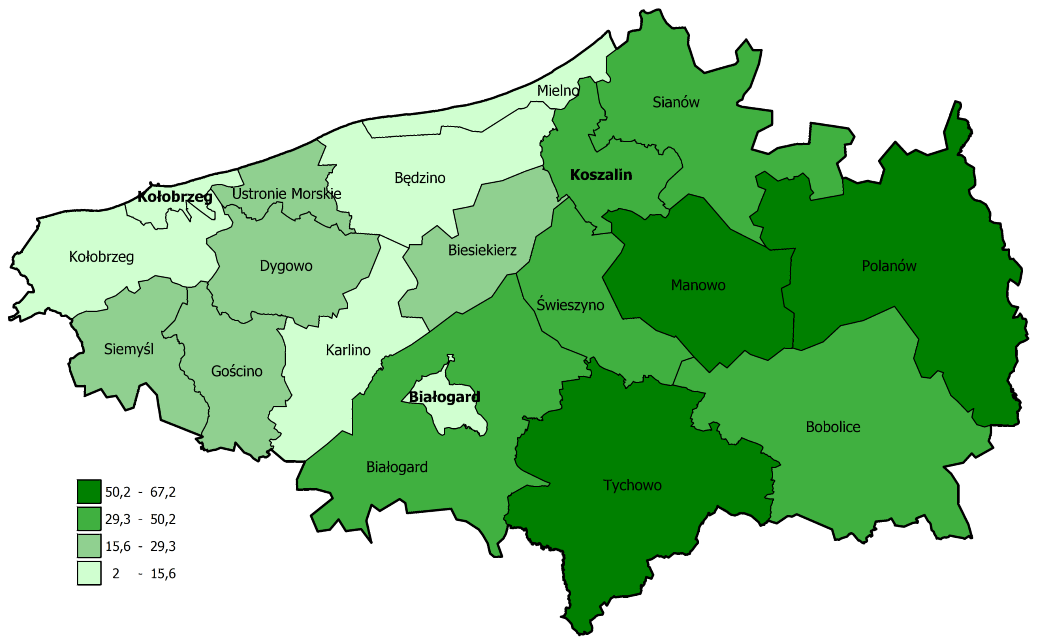 Mielno
Sianów
Będzino
Koszalin
Kołobrzeg
Ustronie Morskie
Kołobrzeg
Dygowo
Biesiekierz
Polanów
Manowo
Świeszyno
Siemyśl
Gościno
Karlino
Białogard
Bobolice
Białogard
Tychowo
50,2 - 67,2
29,3 - 50,2
15,6 - 29,3
2 - 15,6